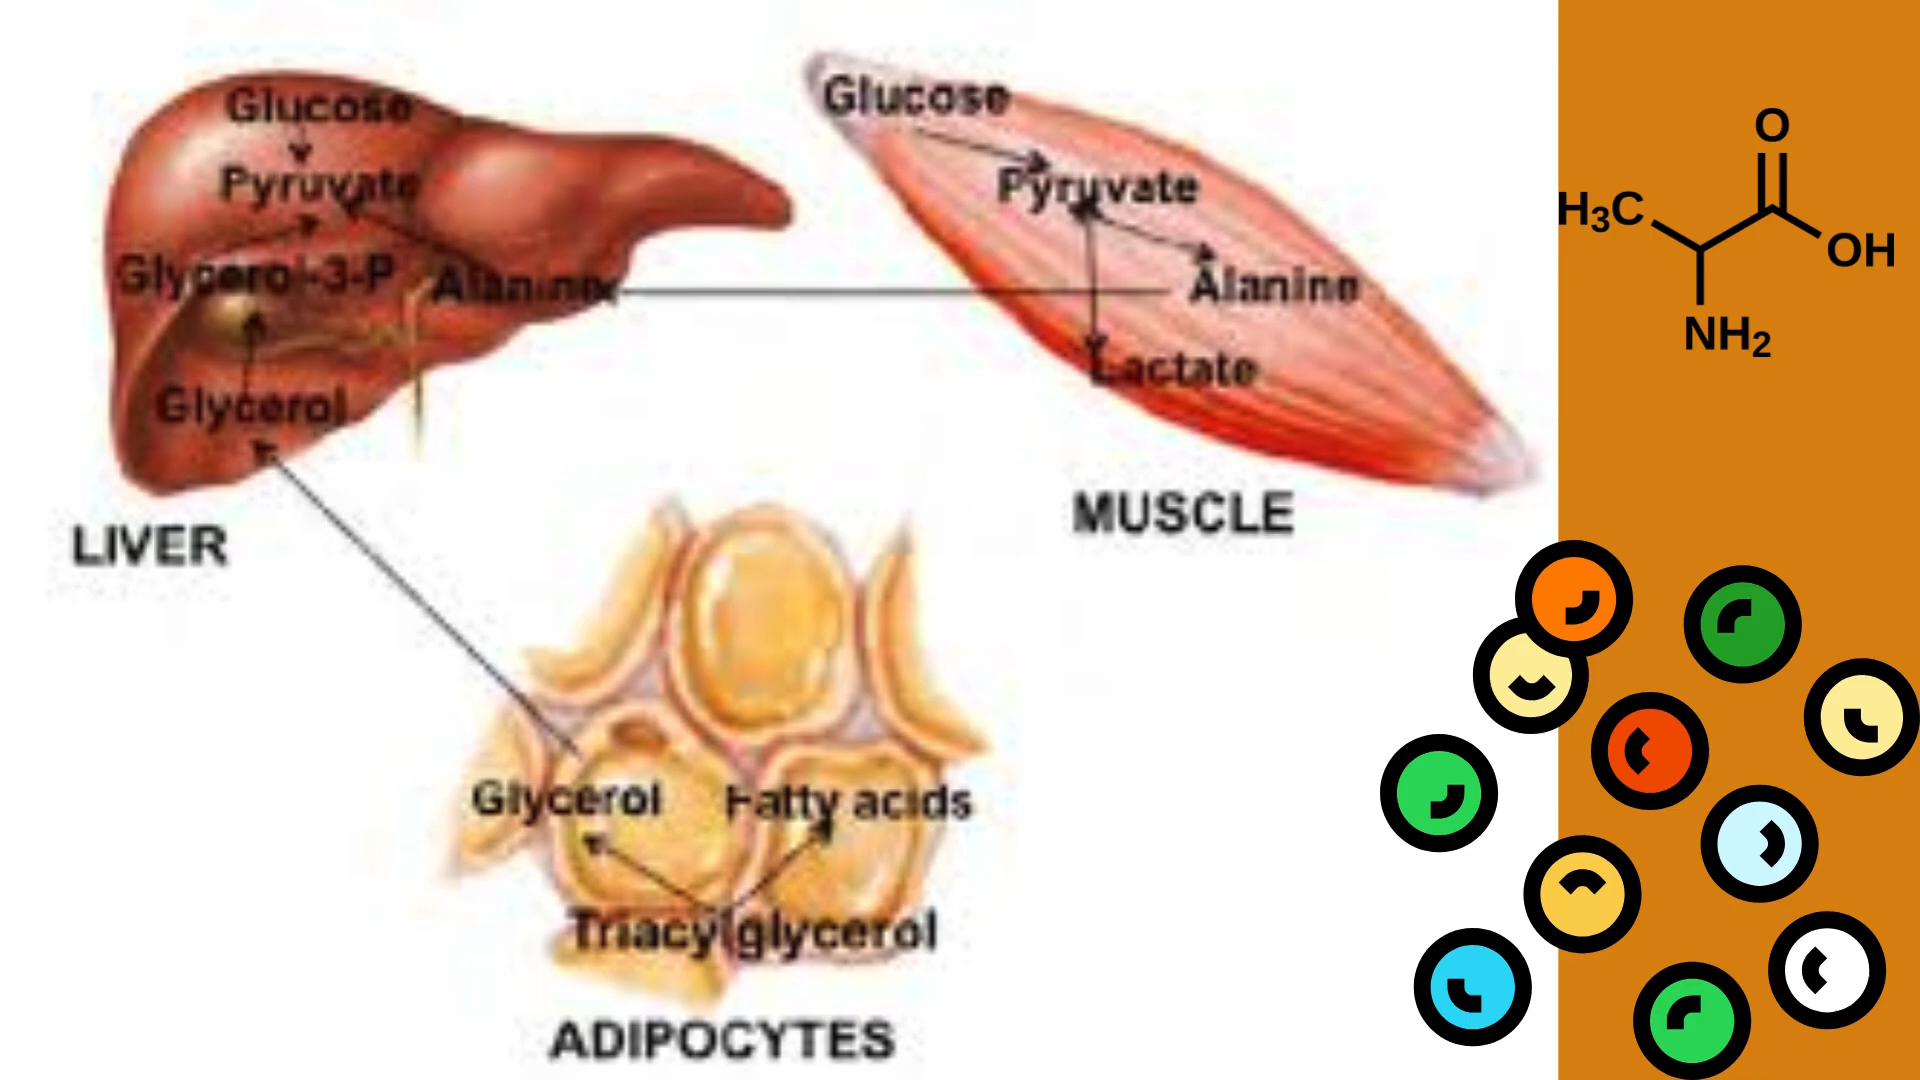 Glucose
Pyruvate
Glycerol-3-P
Alanine
Glycerol
LIVER
Glucose
Pyruvate
Alanine
Lactate
MUSCLE
Glycerol
Fatty acids
Triacylglycerol
ADIPOCYTES
O
H₃C
OH
NH₂